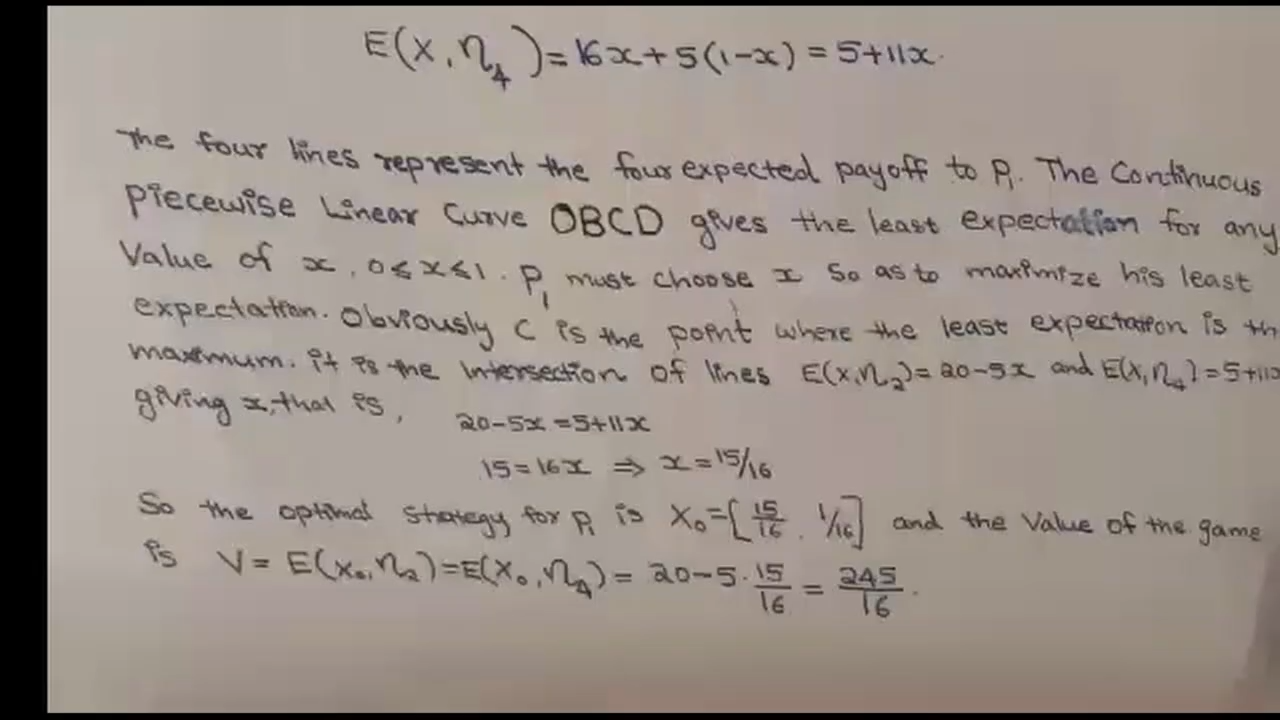 E(X, η₄) = 16x + 5(1-x) = 5+11x.
The four lines represent the four expected payoff to P₁. The Continuous
Piecewise Linear Curve OBCD gives the least expectation for any
Value of x, 0≤x≤1. P₁ must choose x so as to maximize his least
expectation. Obviously C is the point where the least expectation is th
maximum. it is the Intersection of lines E(X,η₂)=20-5x and E(X,η₄)=5+11x
giving x, that is,
20-5x = 5+11x
15=16x ⇒ x=15/16
So the optimal strategy for P₁ is X₀=[15/16, 1/16] and the Value of the game
is V= E(X₀,η₂)=E(X₀,η₄) = 20-5.15/16 = 245/16.